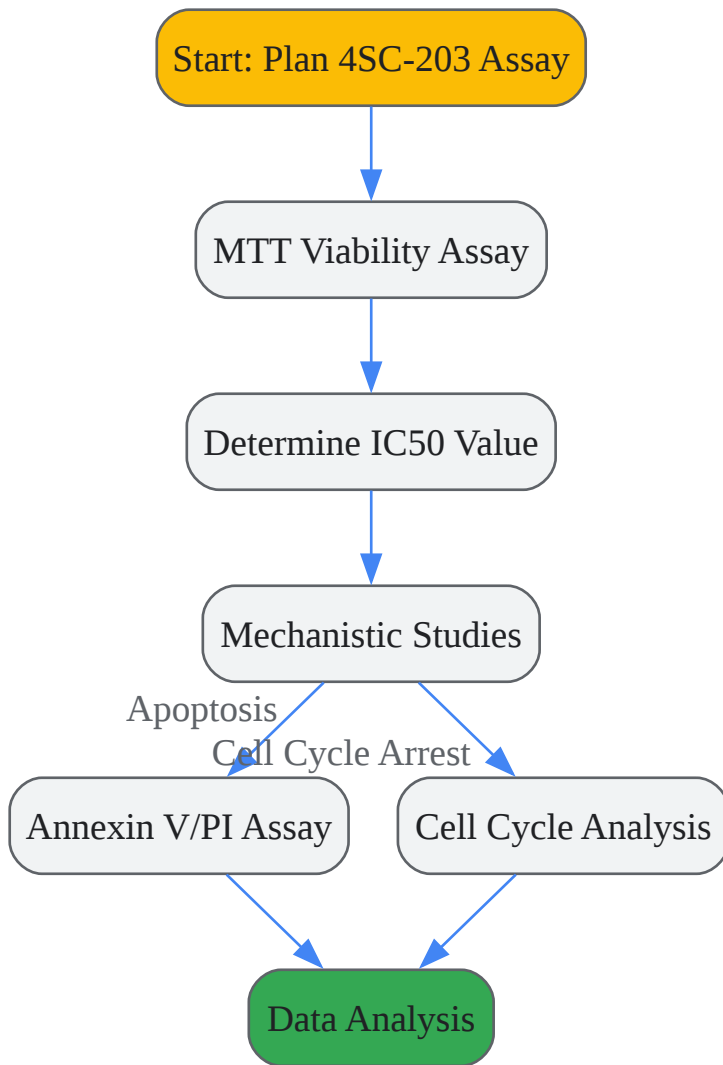 Start: Plan 4SC-203 Assay
MTT Viability Assay
Determine IC50 Value
Mechanistic Studies
Apoptosis
Cell Cycle Arrest
Annexin V/PI Assay
Cell Cycle Analysis
Data Analysis